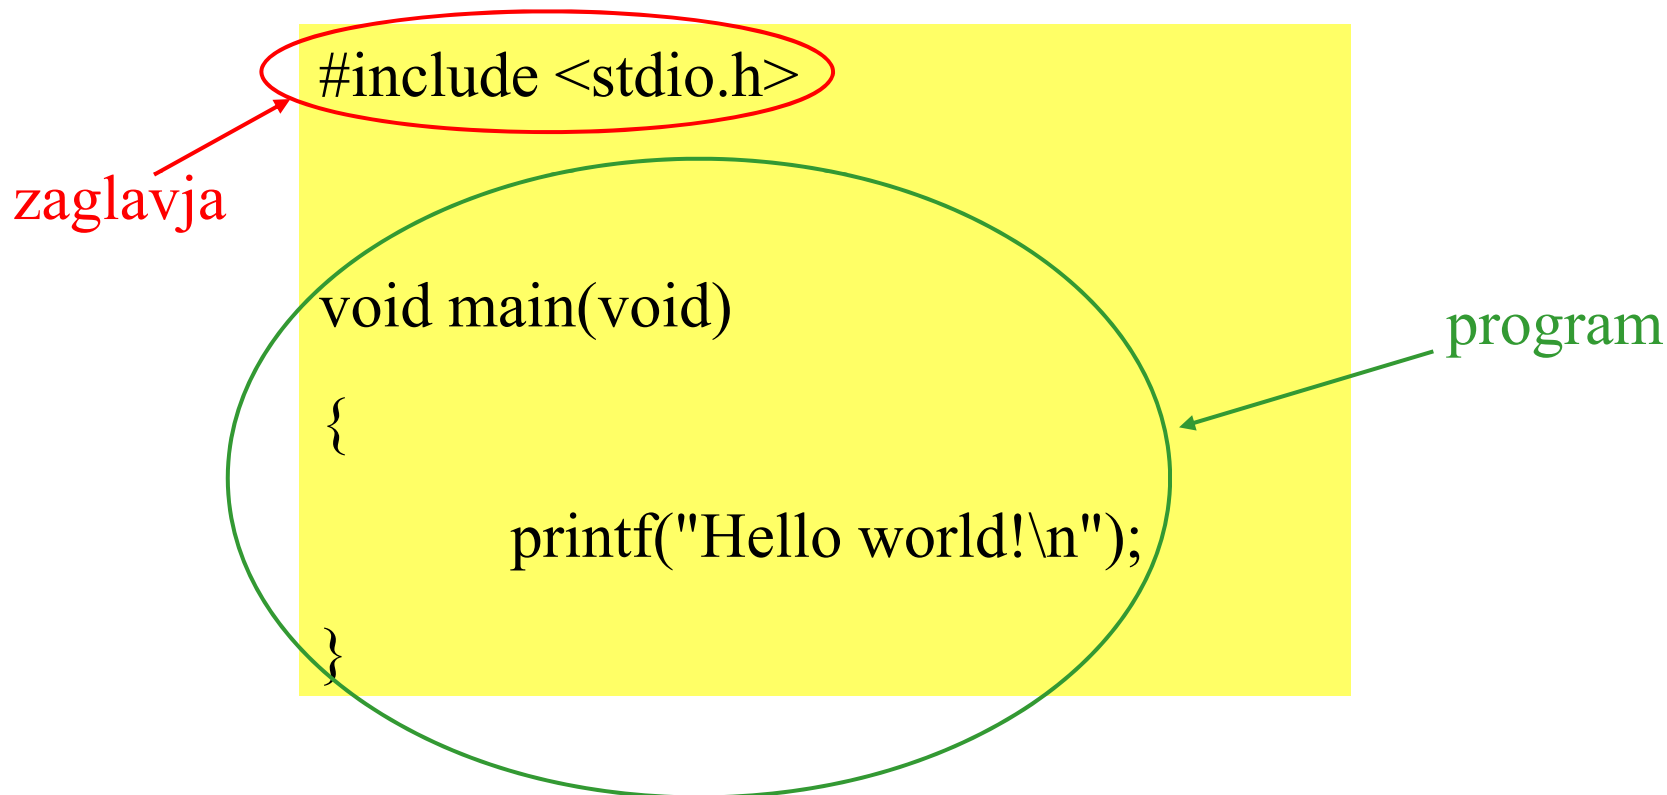 #include <stdio.h>
zaglavja
void main(void)
program
{
printf("Hello world!\n");
}